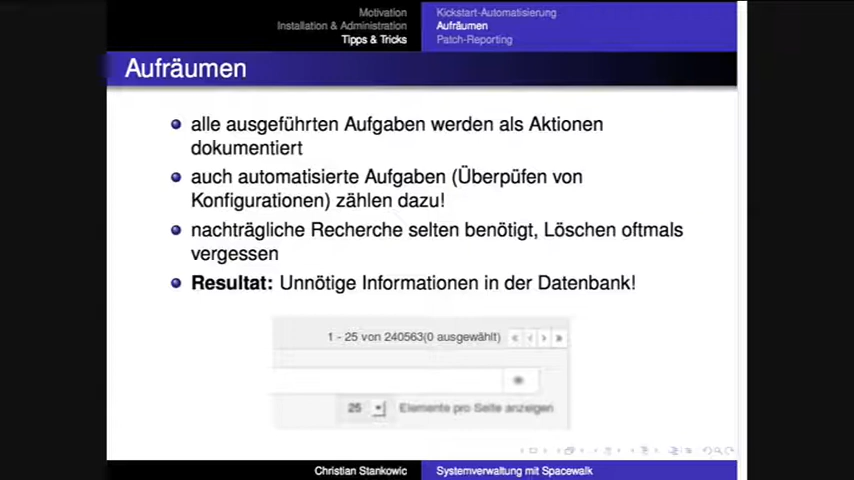 Motivation
Installation & Administration
Tipps & Tricks
Kickstart-Automatisierung
Aufräumen
Patch-Reporting
Aufräumen
alle ausgeführten Aufgaben werden als Aktionen
dokumentiert
auch automatisierte Aufgaben (Überpüfen von
Konfigurationen) zählen dazu!
nachträgliche Recherche selten benötigt, Löschen oftmals
vergessen
Resultat: Unnötige Informationen in der Datenbank!
1 - 25 von 240563(0 ausgewählt)
25 Elemente pro Seite anzeigen
Christian Stankowic
Systemverwaltung mit Spacewalk